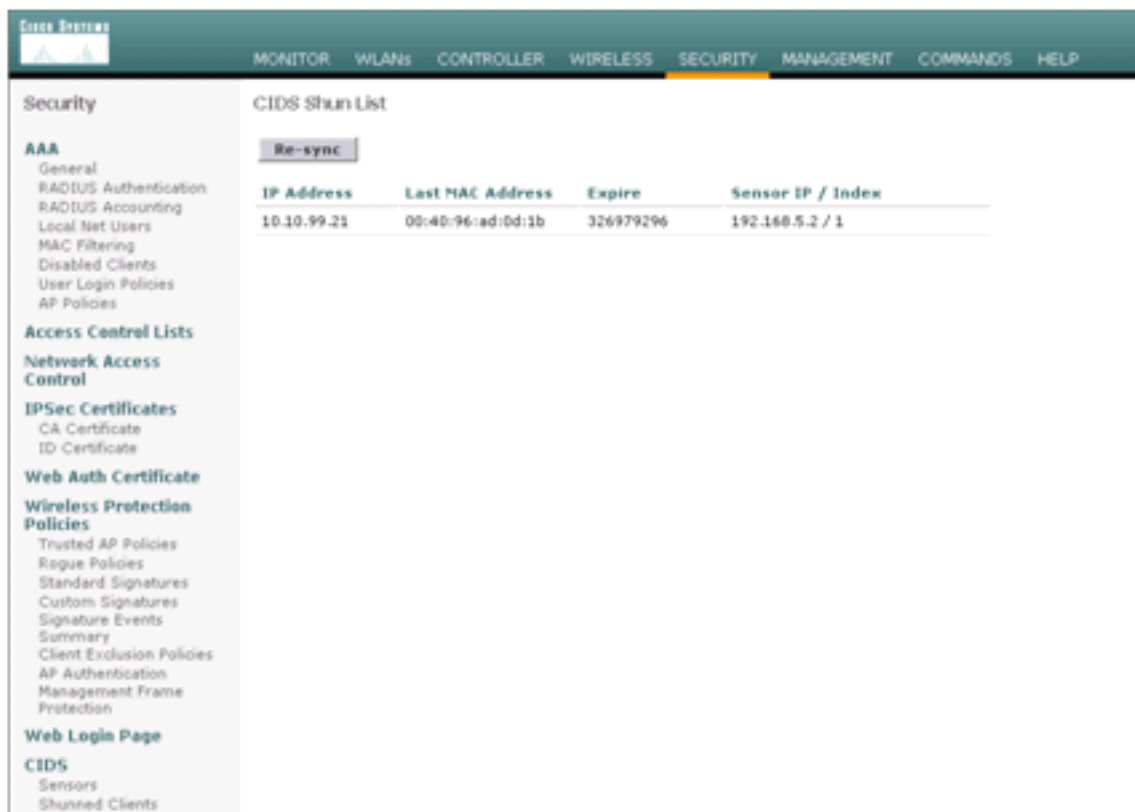 CISCO SYSTEMS
MONITOR WLANs CONTROLLER WIRELESS SECURITY MANAGEMENT COMMANDS HELP
Security
AAA
General
RADIUS Authentication
RADIUS Accounting
Local Net Users
MAC Filtering
Disabled Clients
User Login Policies
AP Policies
Access Control Lists
Network Access
Control
IPSec Certificates
CA Certificate
ID Certificate
Web Auth Certificate
Wireless Protection
Policies
Trusted AP Policies
Rogue Policies
Standard Signatures
Custom Signatures
Signature Events
Summary
Client Exclusion Policies
AP Authentication
Management Frame
Protection
Web Login Page
CIDS
Sensors
Shunned Clients
CIDS Shun List
Re-sync
IP Address Last MAC Address Expire Sensor IP / Index
10.10.99.21 00:40:96:ad:0d:1b 326979296 192.168.5.2 / 1